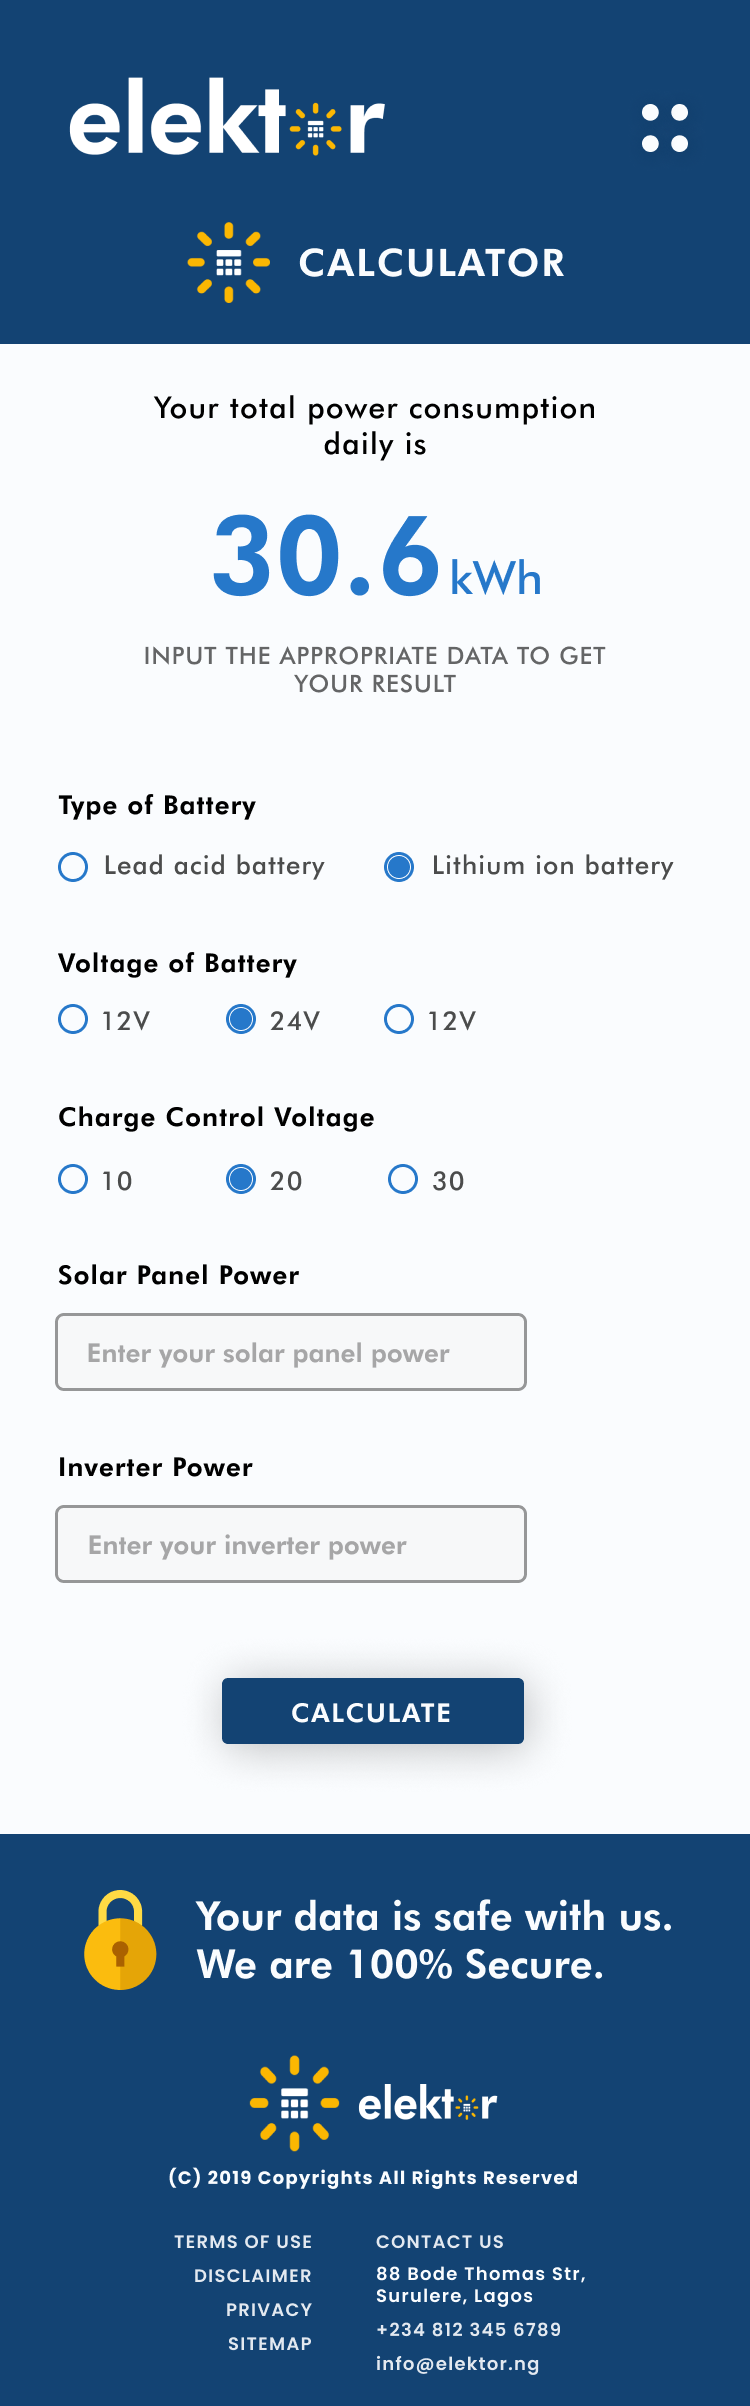 elektor
CALCULATOR
Your total power consumption
daily is
30.6 kWh
INPUT THE APPROPRIATE DATA TO GET
YOUR RESULT
Type of Battery
Lead acid battery Lithium ion battery
Voltage of Battery
12V 24V 12V
Charge Control Voltage
10 20 30
Solar Panel Power
Enter your solar panel power
Inverter Power
Enter your inverter power
CALCULATE
Your data is safe with us.
We are 100% Secure.
elektor
(C) 2019 Copyrights All Rights Reserved
TERMS OF USE
DISCLAIMER
PRIVACY
SITEMAP
CONTACT US
88 Bode Thomas Str,
Surulere, Lagos
+234 812 345 6789
info@elektor.ng